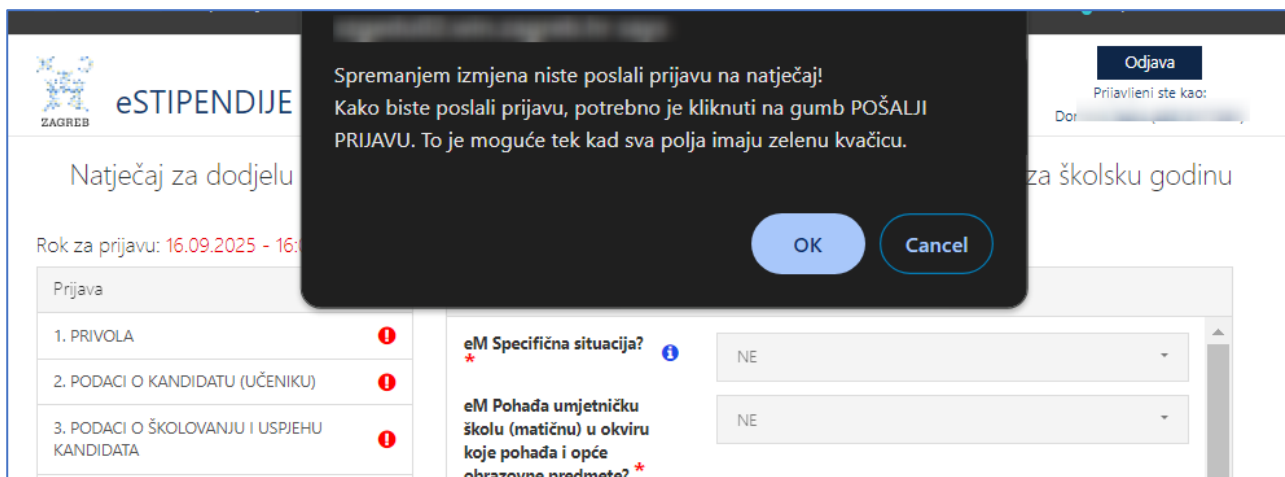 Spremanjem izmjena niste poslali prijavu na natječaj!
Kako biste poslali prijavu, potrebno je kliknuti na gumb POŠALJI
PRIJAVU. To je moguće tek kad sva polja imaju zelenu kvačicu.
OK
Cancel
ZAGREB
eSTIPENDIJE
Odjava
Prijavljeni ste kao:
Natječaj za dodjelu
za školsku godinu
Rok za prijavu: 16.09.2025 - 16:
Prijava
1. PRIVOLA
2. PODACI O KANDIDATU (UČENIKU)
3. PODACI O ŠKOLOVANJU I USPJEHU
KANDIDATA
eM Specifična situacija?
*
NE
eM Pohađa umjetničku
školu (matičnu) u okviru
koje pohađa i opće
obrazovne predmete? *
NE